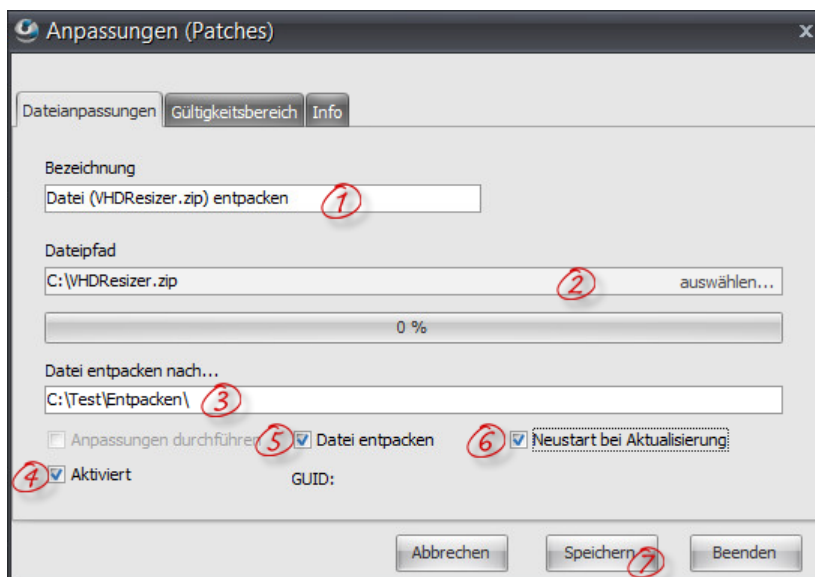 Anpassungen (Patches)
x
Dateianpassungen Gültigkeitsbereich Info
Bezeichnung
Datei (VHDResizer.zip) entpacken 1
Dateipfad
C:\VHDResizer.zip 2 auswählen...
0 %
Datei entpacken nach...
C:\Test\Entpacken\ 3
Anpassungen durchführen 5 Datei entpacken 6 Neustart bei Aktualisierung
4 Aktiviert GUID:
Abbrechen Speichern 7 Beenden